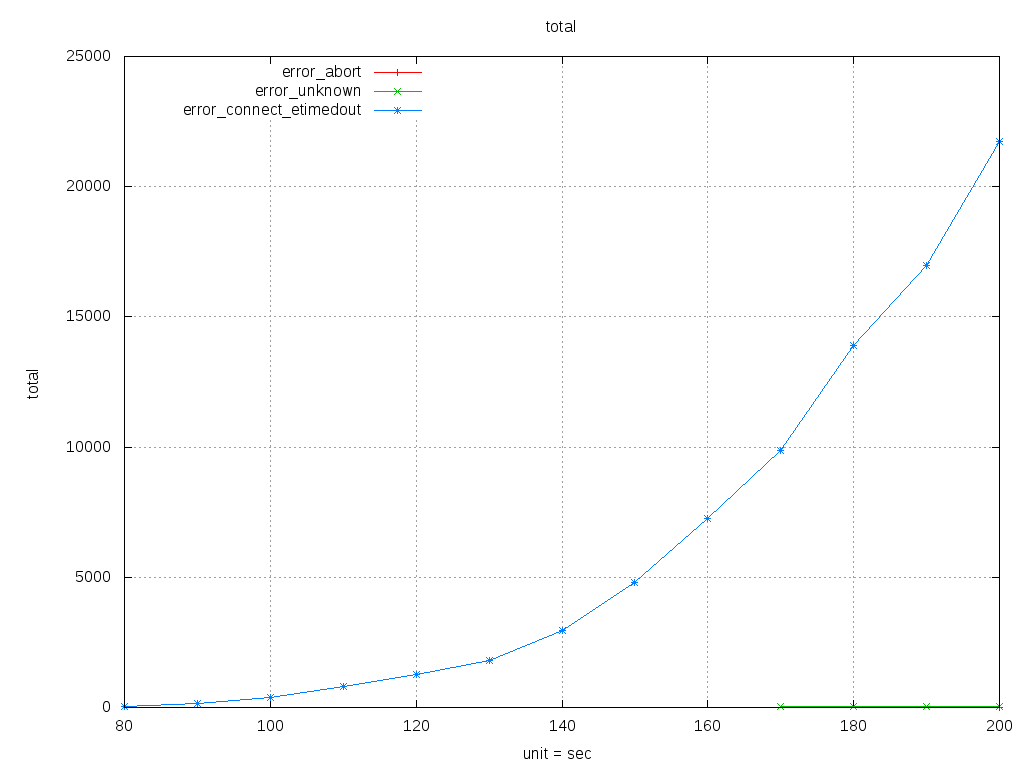 total
25000
error_abort
error_unknown
error_connect_etimedout
20000
15000
total
10000
5000
0
80 100 120 140 160 180 200
unit = sec